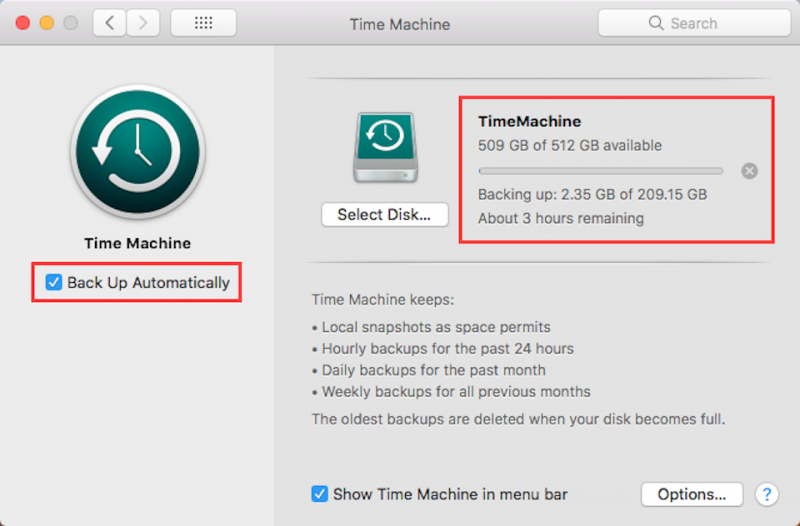 Time Machine
Search
Time Machine
Back Up Automatically
Select Disk...
TimeMachine
509 GB of 512 GB available
Backing up: 2.35 GB of 209.15 GB
About 3 hours remaining
Time Machine keeps:
• Local snapshots as space permits
• Hourly backups for the past 24 hours
• Daily backups for the past month
• Weekly backups for all previous months
The oldest backups are deleted when your disk becomes full.
Show Time Machine in menu bar
Options...
?